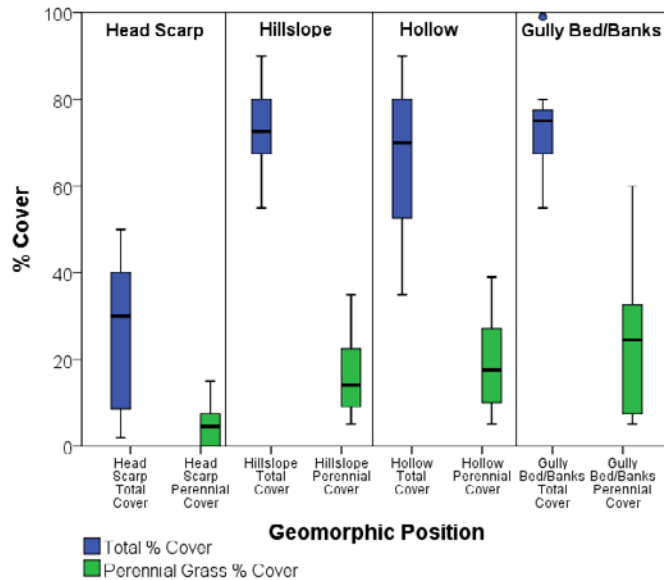 Head Scarp
Hillslope
Hollow
Gully Bed/Banks
100
80
60
40
20
0
% Cover
Head
Scarp
Total
Cover
Head
Scarp
Perennial
Cover
Hillslope
Total
Cover
Hillslope
Perennial
Cover
Hollow
Total
Cover
Hollow
Perennial
Cover
Gully
Bed/Banks
Total
Cover
Gully
Bed/Banks
Perennial
Cover
Geomorphic Position
Total % Cover
Perennial Grass % Cover